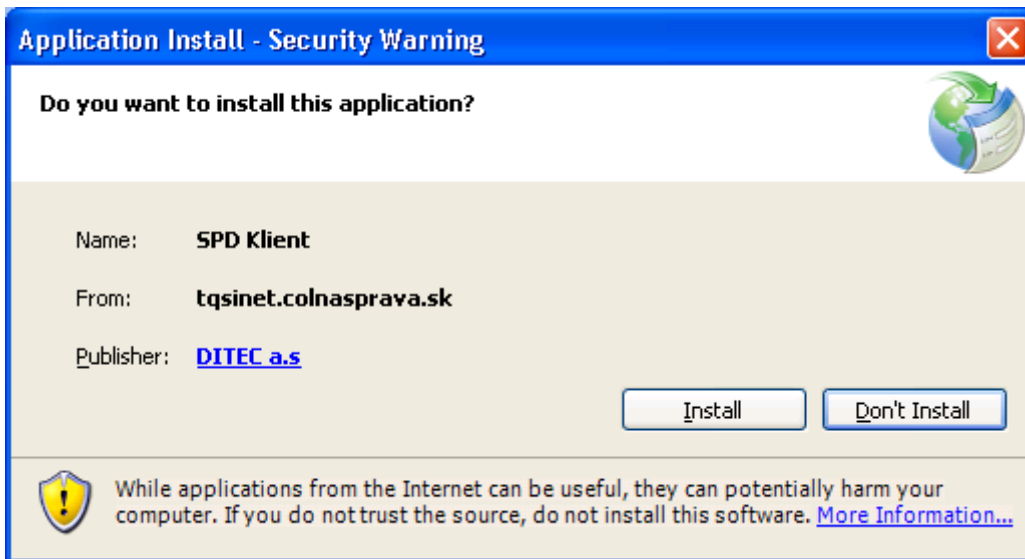 Application Install - Security Warning
Do you want to install this application?
Name: SPD Klient
From: tqsinet.colnasprava.sk
Publisher: DITEC a.s
Install Don't Install
While applications from the Internet can be useful, they can potentially harm your
computer. If you do not trust the source, do not install this software. More Information...